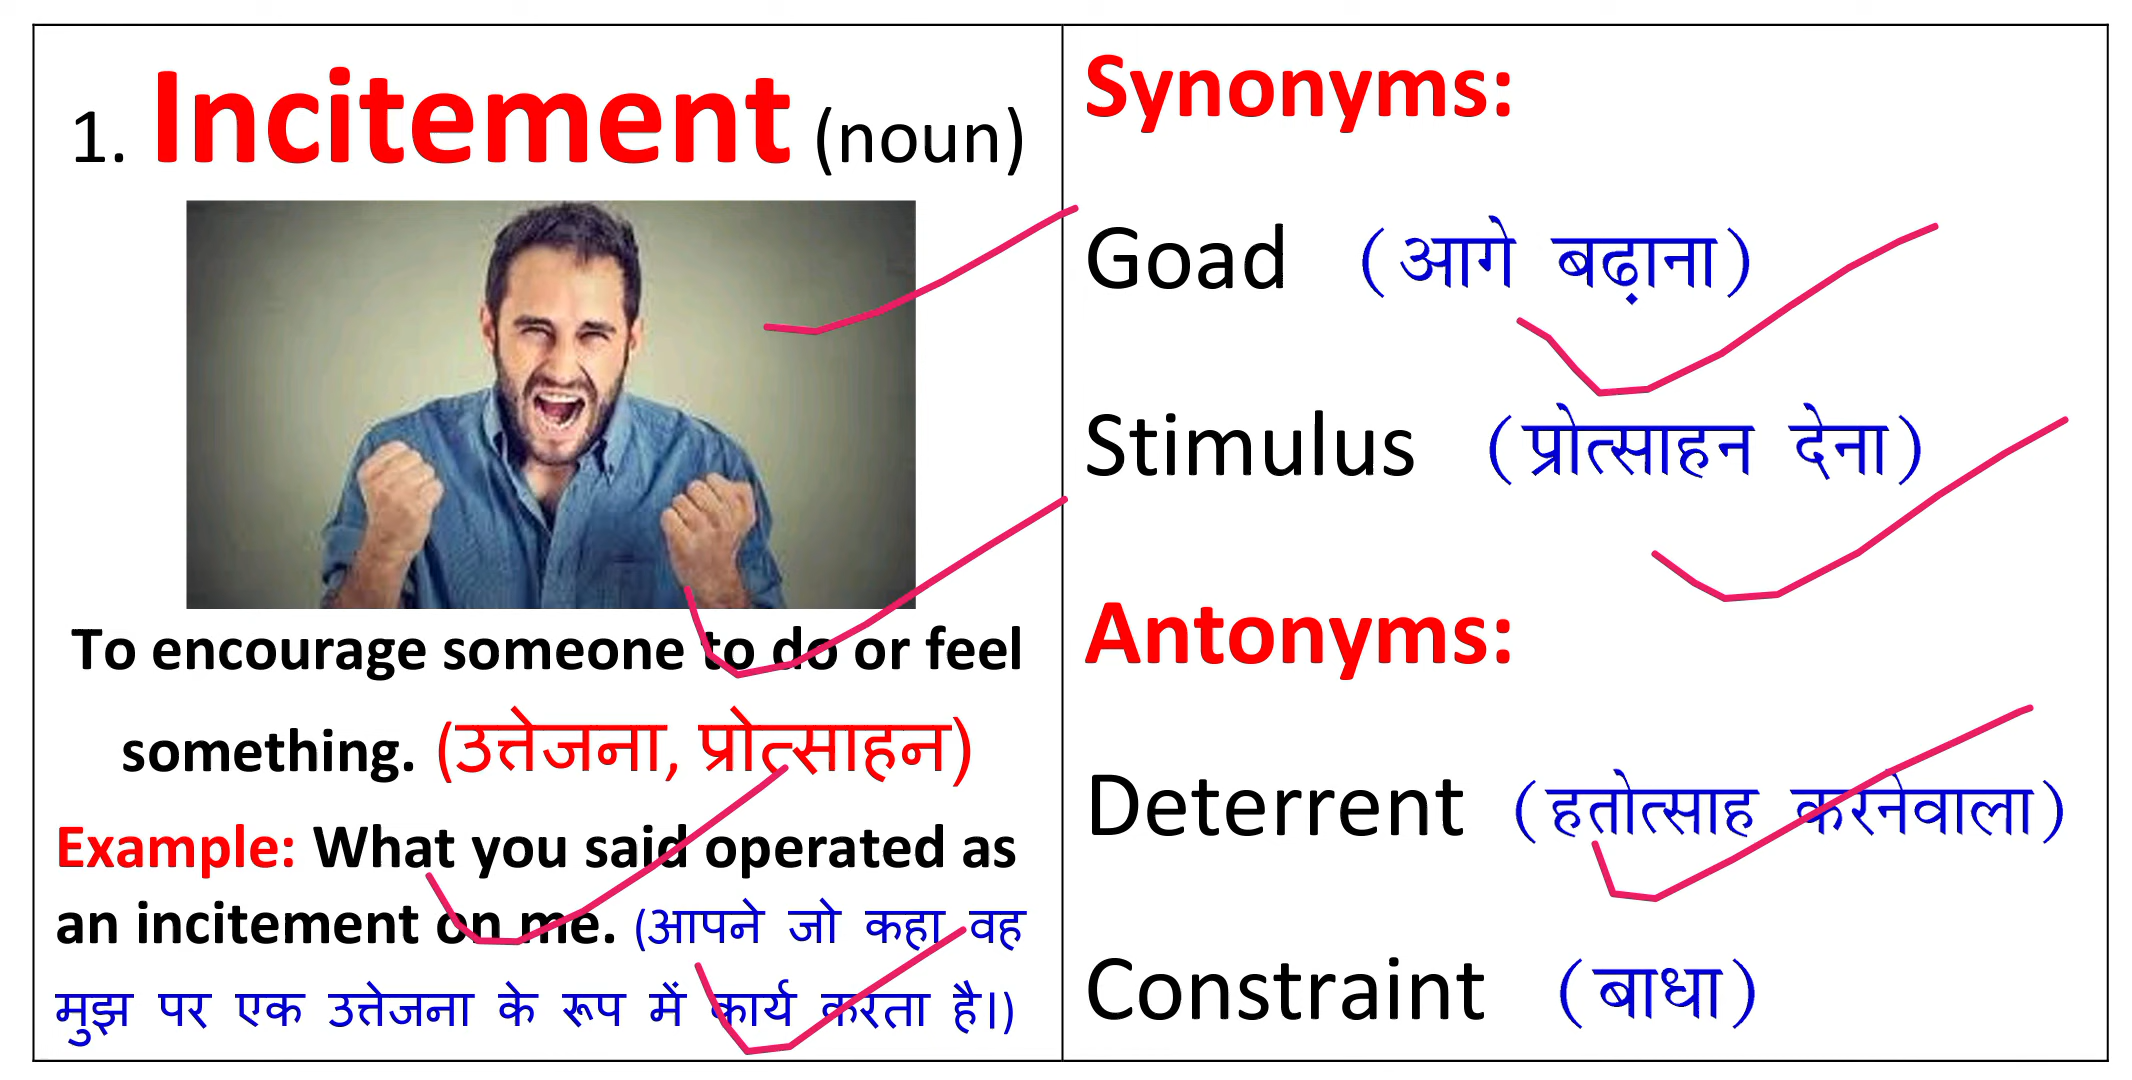 1. Incitement (noun)
To encourage someone to do or feel
something. (उत्तेजना, प्रोत्साहन)
Example: What you said operated as
an incitement on me. (आपने जो कहा वह
मुझ पर एक उत्तेजना के रूप में कार्य करता है।)
Synonyms:
Goad (आगे बढ़ाना)
Stimulus (प्रोत्साहन देना)
Antonyms:
Deterrent (हतोत्साह करनेवाला)
Constraint (बाधा)